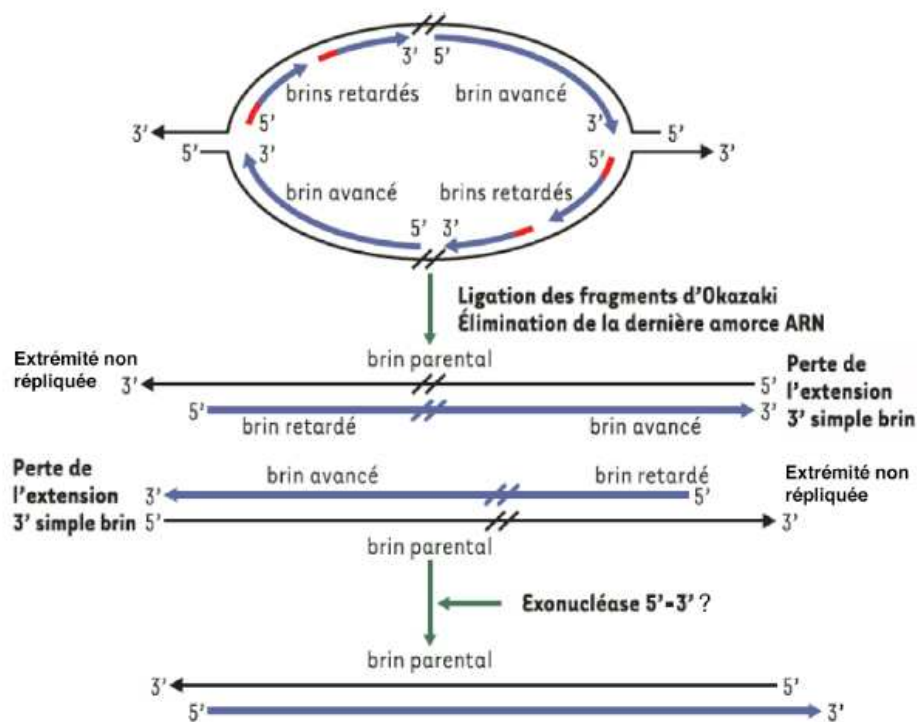 3' 5'
brins retardés brin avancé
3' 5' 3' 5'
5' 3' 5' 3'
brin avancé brins retardés
5' 3'
Ligation des fragments d'Okazaki
Élimination de la dernière amorce ARN
brin parental
Extrémité non
répliquée
3' 5'
Perte de
l'extension
3' simple brin
5' 3'
brin retardé brin avancé
Perte de
l'extension
3' simple brin
brin avancé brin retardé
3' 5'
Extrémité non
répliquée
5' 3'
brin parental
Exonucléase 5'-3' ?
brin parental
3' 5'
5' 3'